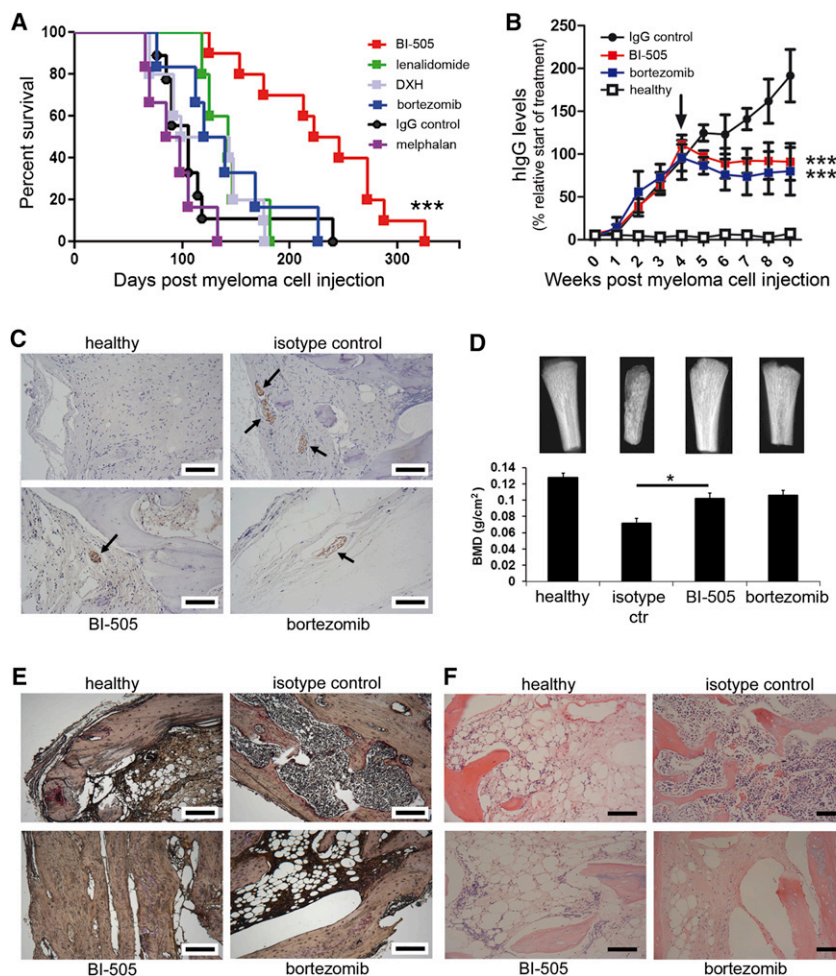 A
Percent survival
100
80
60
40
20
0
0
100
200
300
Days post myeloma cell injection
BI-505
lenalidomide
DXH
bortezomib
IgG control
melphalan
***
B
hIgG levels
(% relative start of treatment)
250
200
150
100
50
0
0 1 2 3 4 5 6 7 8 9
Weeks post myeloma cell injection
IgG control
BI-505
bortezomib
healthy
***
***
C
healthy
isotype control
BI-505
bortezomib
D
BMD (g/cm²)
0.14
0.12
0.1
0.08
0.06
0.04
0.02
0
*
healthy
isotype
ctr
BI-505
bortezomib
E
healthy
isotype control
BI-505
bortezomib
F
healthy
isotype control
BI-505
bortezomib